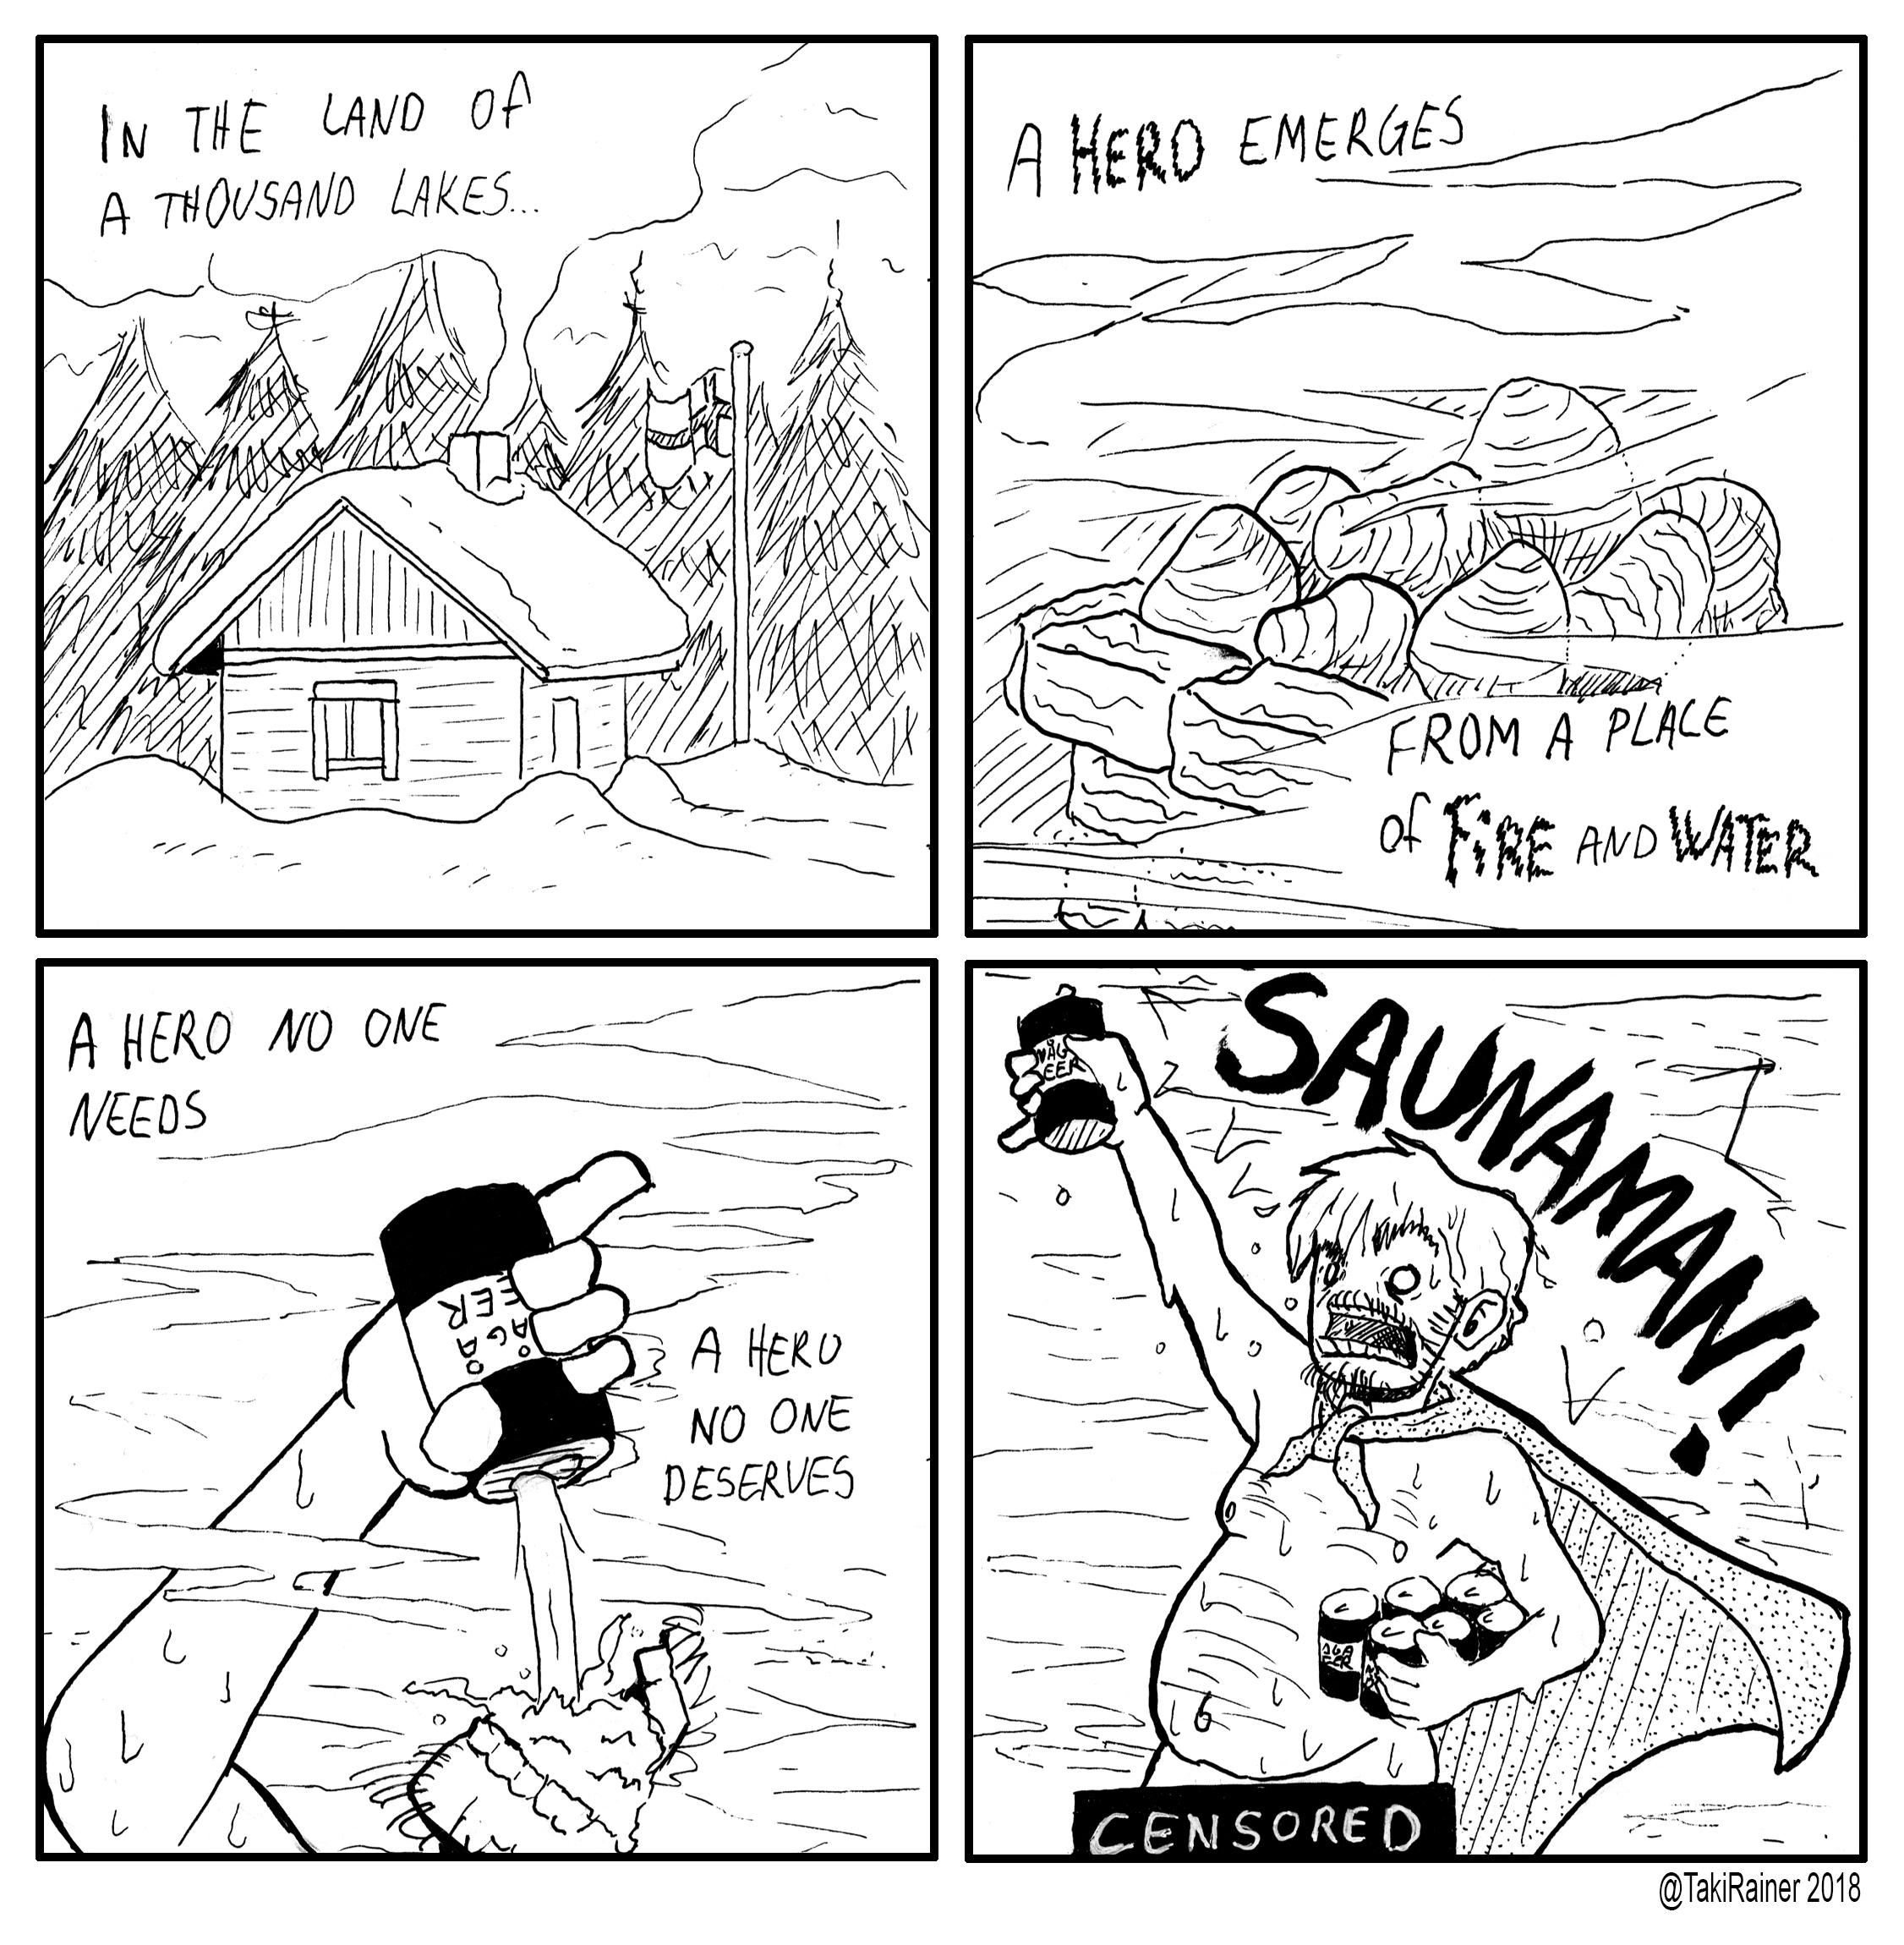 IN THE LAND Of
A THOUSAND LAKES...
A HERO EMERGES
FROM A PLACE
Of FiRE AND WATER
A HERO NO ONE
NEEDS
A HERO
NO ONE
DESERVES
SAUNAMAN!
CENSORED
@TakiRainer 2018